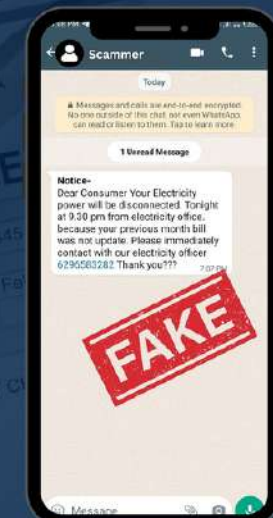 Scammer
Today
Messages and calls are end-to-end encrypted.
No one outside of this chat, not even WhatsApp,
can read or listen to them. Tap to learn more
1 Unread Message
Notice-
Dear Consumer Your Electricity
power will be disconnected. Tonight
at 9.30 pm from electricity office.
because your previous month bill
was not update. Please immediately
contact with our electricity officer
6296583282 Thank you???
7:07 PM
FAKE
Message